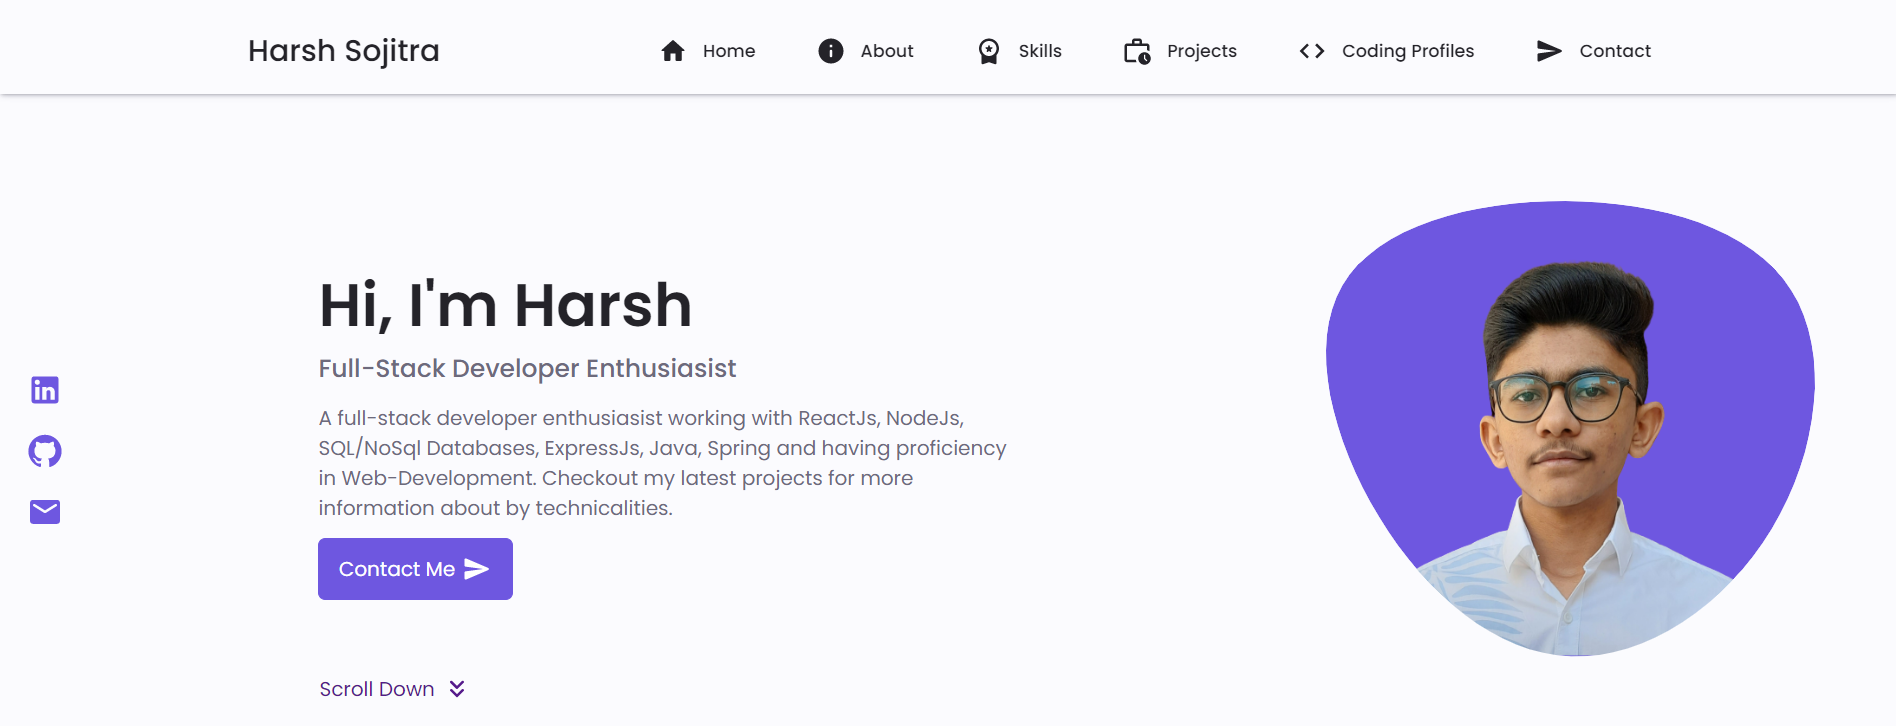 Harsh Sojitra
Home
About
Skills
Projects
Coding Profiles
Contact
Hi, I'm Harsh
Full-Stack Developer Enthusiast
A full-stack developer enthusiasist working with ReactJs, NodeJs,
SQL/NoSql Databases, ExpressJs, Java, Spring and having proficiency
in Web-Development. Checkout my latest projects for more
information about by technicalities.
Contact Me
Scroll Down
in